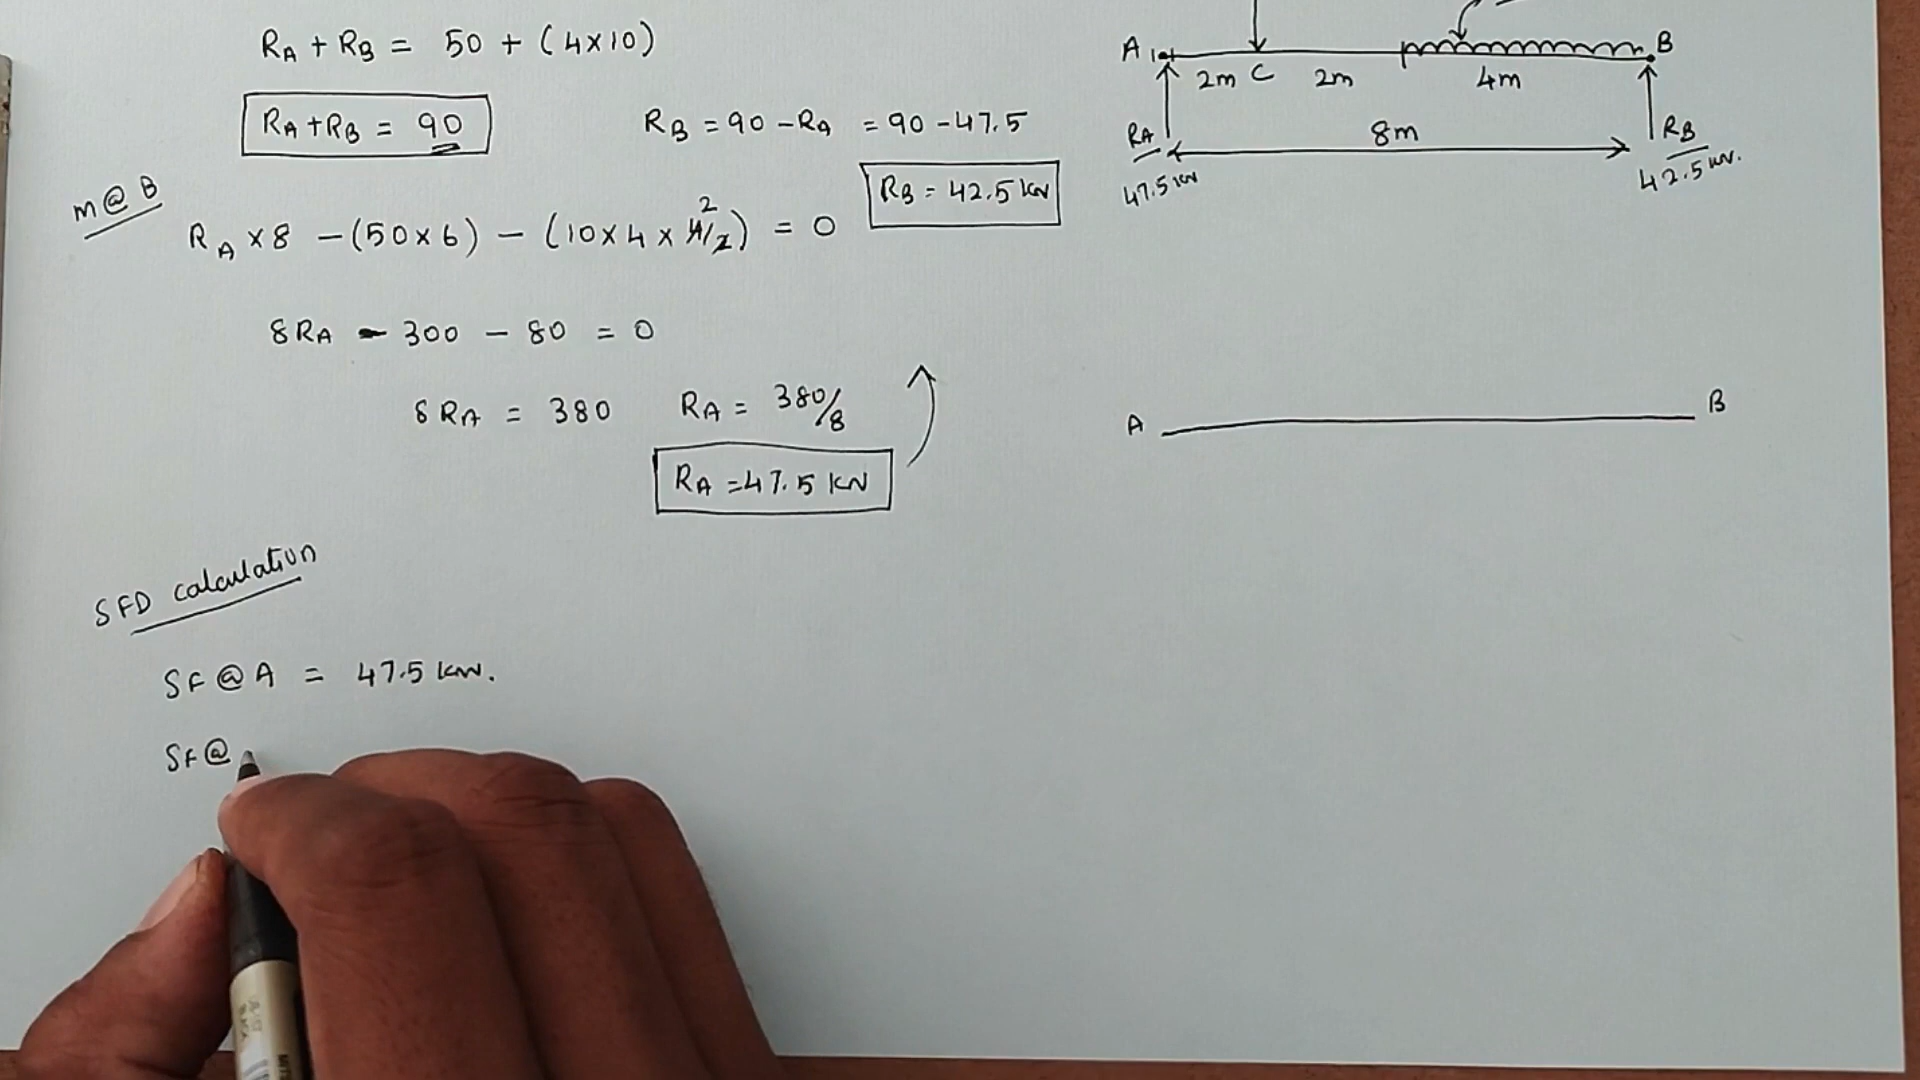 RA + RB = 50 + (4×10)
RA + RB = 90
RB = 90 - RA = 90 - 47.5
RB = 42.5 KN
m@B
RA × 8 - (50×6) - (10×4×4/2) = 0
2
8RA - 300 - 80 = 0
8RA = 380 RA = 380/8
RA = 47.5 KN
SFD calculation
SF@A = 47.5 KN.
SF@
A B
2m C 2m 4m
RA 8m RB
47.5 KN 42.5 KN.
A B